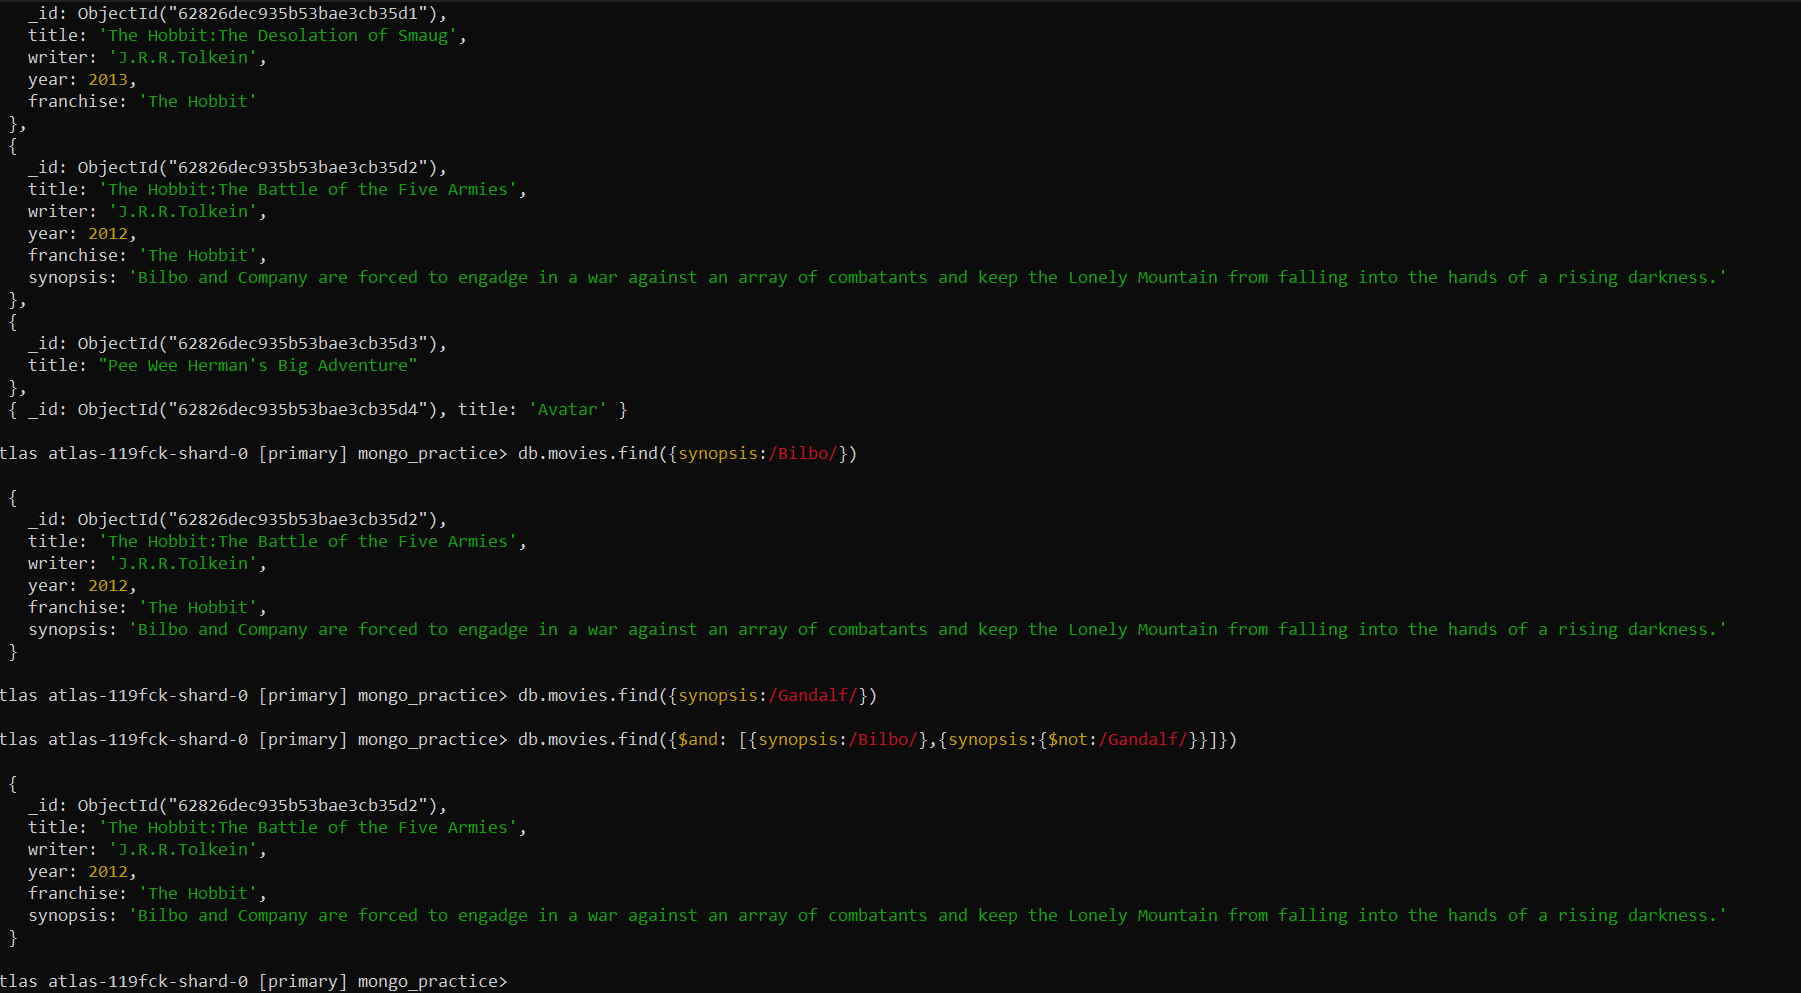 _id: ObjectId("62826dec935b53bae3cb35d1"),
title: 'The Hobbit:The Desolation of Smaug',
writer: 'J.R.R.Tolkein',
year: 2013,
franchise: 'The Hobbit'
},
{
_id: ObjectId("62826dec935b53bae3cb35d2"),
title: 'The Hobbit:The Battle of the Five Armies',
writer: 'J.R.R.Tolkein',
year: 2012,
franchise: 'The Hobbit',
synopsis: 'Bilbo and Company are forced to engadge in a war against an array of combatants and keep the Lonely Mountain from falling into the hands of a rising darkness.'
},
{
_id: ObjectId("62826dec935b53bae3cb35d3"),
title: "Pee Wee Herman's Big Adventure"
},
{ _id: ObjectId("62826dec935b53bae3cb35d4"), title: 'Avatar' }
tlas atlas-119fck-shard-0 [primary] mongo_practice> db.movies.find({synopsis:/Bilbo/})
{
_id: ObjectId("62826dec935b53bae3cb35d2"),
title: 'The Hobbit:The Battle of the Five Armies',
writer: 'J.R.R.Tolkein',
year: 2012,
franchise: 'The Hobbit',
synopsis: 'Bilbo and Company are forced to engadge in a war against an array of combatants and keep the Lonely Mountain from falling into the hands of a rising darkness.'
}
tlas atlas-119fck-shard-0 [primary] mongo_practice> db.movies.find({synopsis:/Gandalf/})
tlas atlas-119fck-shard-0 [primary] mongo_practice> db.movies.find({$and: [{synopsis:/Bilbo/},{synopsis:{$not:/Gandalf/}}]})
{
_id: ObjectId("62826dec935b53bae3cb35d2"),
title: 'The Hobbit:The Battle of the Five Armies',
writer: 'J.R.R.Tolkein',
year: 2012,
franchise: 'The Hobbit',
synopsis: 'Bilbo and Company are forced to engadge in a war against an array of combatants and keep the Lonely Mountain from falling into the hands of a rising darkness.'
}
tlas atlas-119fck-shard-0 [primary] mongo_practice>